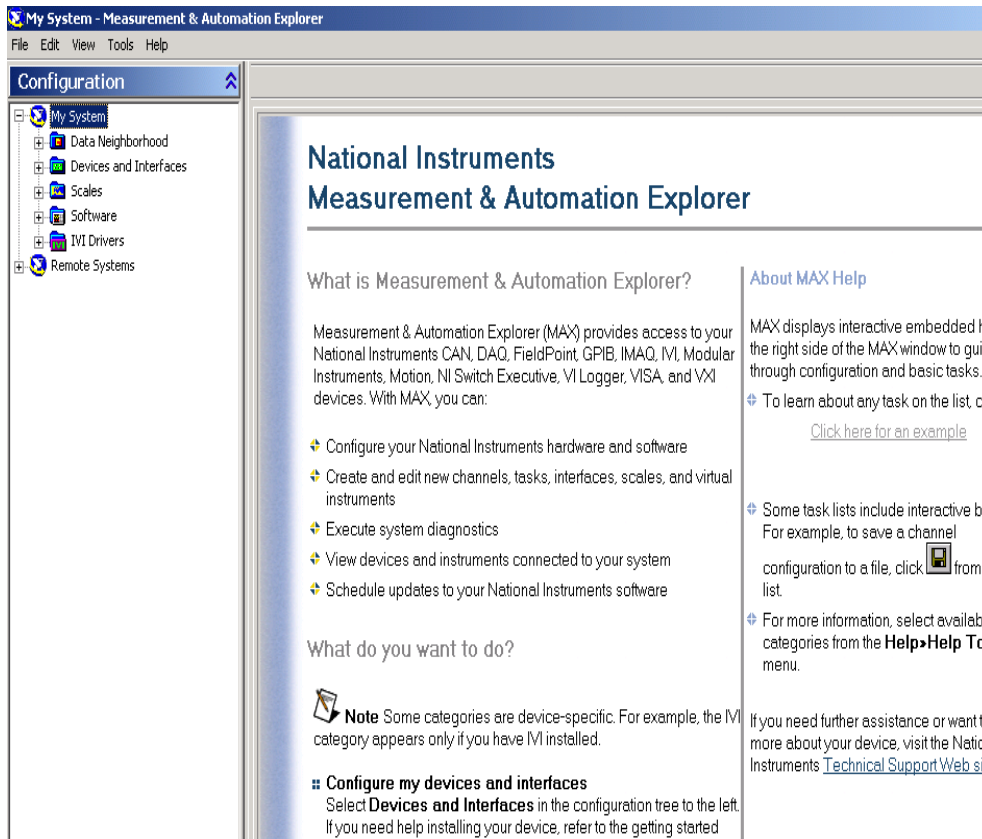 My System - Measurement & Automation Explorer
File Edit View Tools Help
Configuration
My System
Data Neighborhood
Devices and Interfaces
Scales
Software
IVI Drivers
Remote Systems
National Instruments
Measurement & Automation Explorer
What is Measurement & Automation Explorer?
Measurement & Automation Explorer (MAX) provides access to your
National Instruments CAN, DAQ, FieldPoint, GPIB, IMAQ, IVI, Modular
Instruments, Motion, NI Switch Executive, VI Logger, VISA, and VXI
devices. With MAX, you can:
Configure your National Instruments hardware and software
Create and edit new channels, tasks, interfaces, scales, and virtual
instruments
Execute system diagnostics
View devices and instruments connected to your system
Schedule updates to your National Instruments software
What do you want to do?
Note Some categories are device-specific. For example, the IVI
category appears only if you have IVI installed.
Configure my devices and interfaces
Select Devices and Interfaces in the configuration tree to the left.
If you need help installing your device, refer to the getting started
About MAX Help
MAX displays interactive embedded
the right side of the MAX window to
through configuration and basic tasks.
To learn about any task on the list,
Click here for an example
Some task lists include interactive
For example, to save a channel
configuration to a file, click from
list.
For more information, select
categories from the Help»Help
menu.
If you need further assistance or want
more about your device, visit the
Instruments Technical Support Web